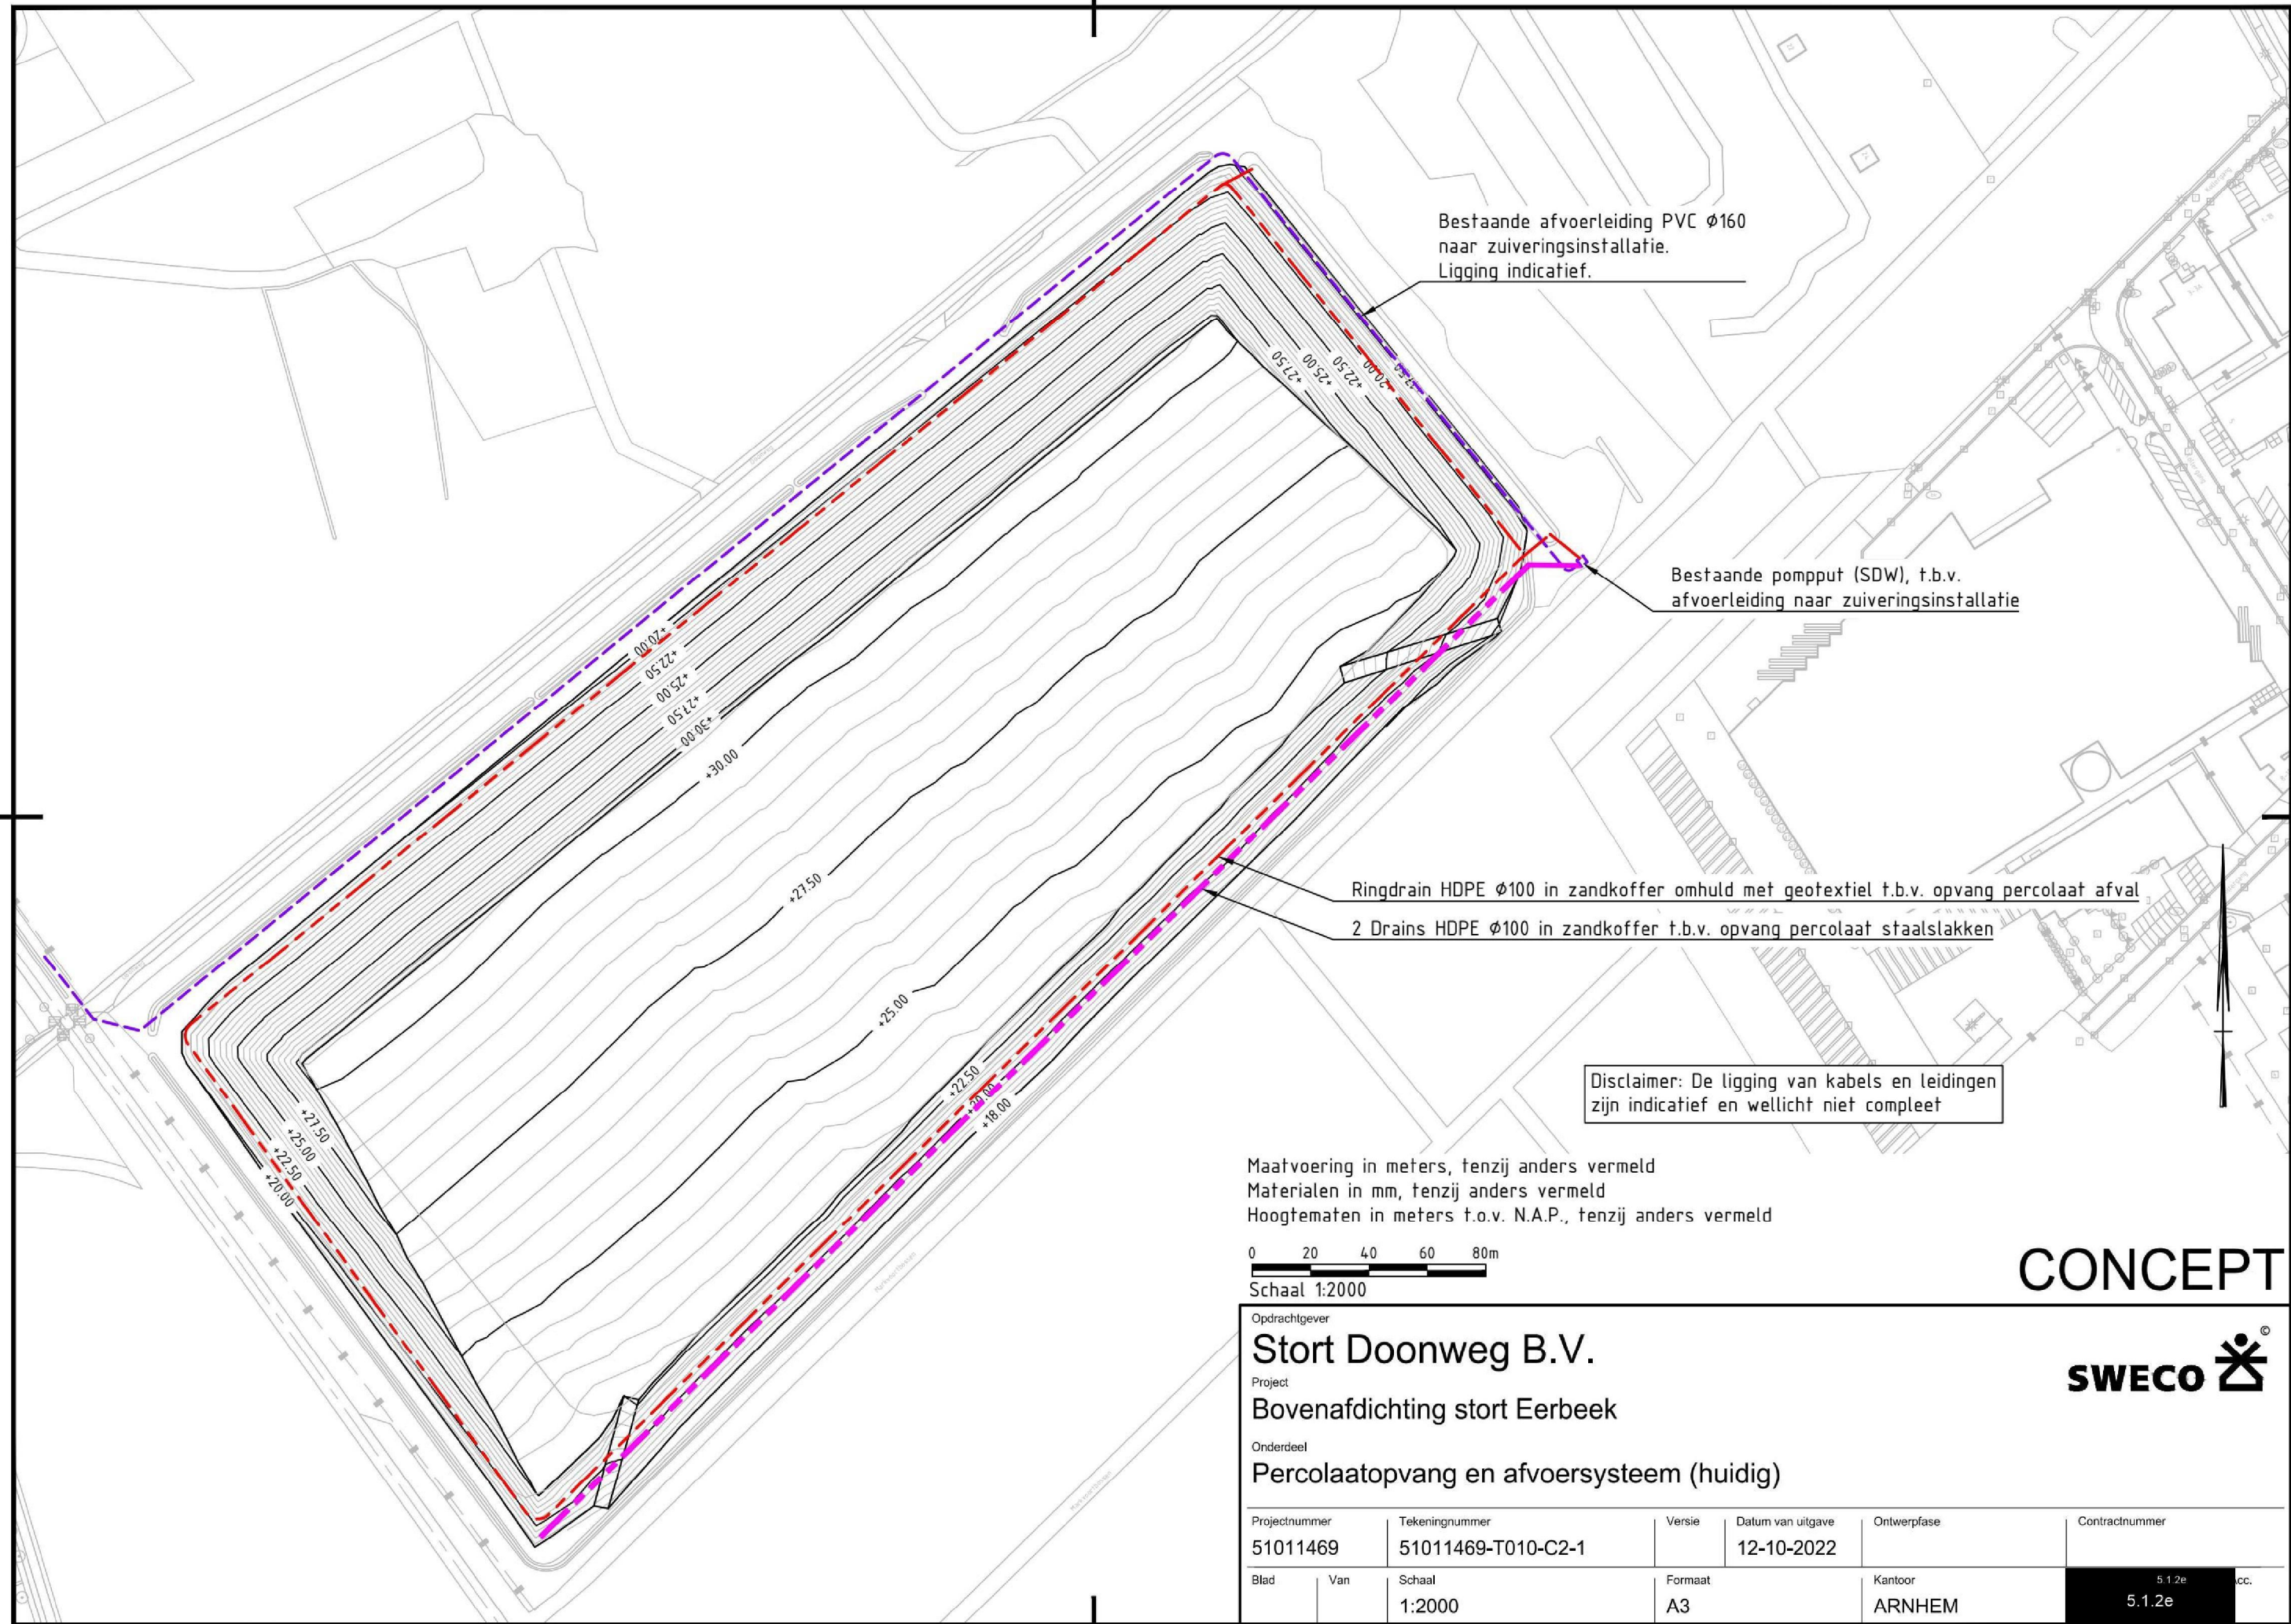 Bestaande afvoerleiding PVC Ø160
naar zuiveringsinstallatie.
Ligging indicatief.
+27.50
+25.00
+22.50
+20.00
Bestaande pompput (SDW), t.b.v.
afvoerleiding naar zuiveringsinstallatie
+20.00
+22.50
+25.00
+27.50
+30.00
+30.00
+27.50
+25.00
Ringdrain HDPE Ø100 in zandkoffer omhuld met geotextiel t.b.v. opvang percolaat afval
2 Drains HDPE Ø100 in zandkoffer t.b.v. opvang percolaat staalslakken
+22.50
+20.00
+18.00
+27.50
+25.00
+22.50
+20.00
Disclaimer: De ligging van kabels en leidingen
zijn indicatief en wellicht niet compleet
Maatvoering in meters, tenzij anders vermeld
Materialen in mm, tenzij anders vermeld
Hoogtematen in meters t.o.v. N.A.P., tenzij anders vermeld
0 20 40 60 80m
Schaal 1:2000
CONCEPT
Opdrachtgever
Stort Doonweg B.V.
SWECO ©
Project
Bovenafdichting stort Eerbeek
Onderdeel
Percolaatopvang en afvoersysteem (huidig)
Projectnummer Tekeningnummer Versie Datum van uitgave Ontwerpfase Contractnummer
51011469 51011469-T010-C2-1 12-10-2022
Blad Van Schaal Formaat Kantoor 5.1.2e cc.
1:2000 A3 ARNHEM 5.1.2e